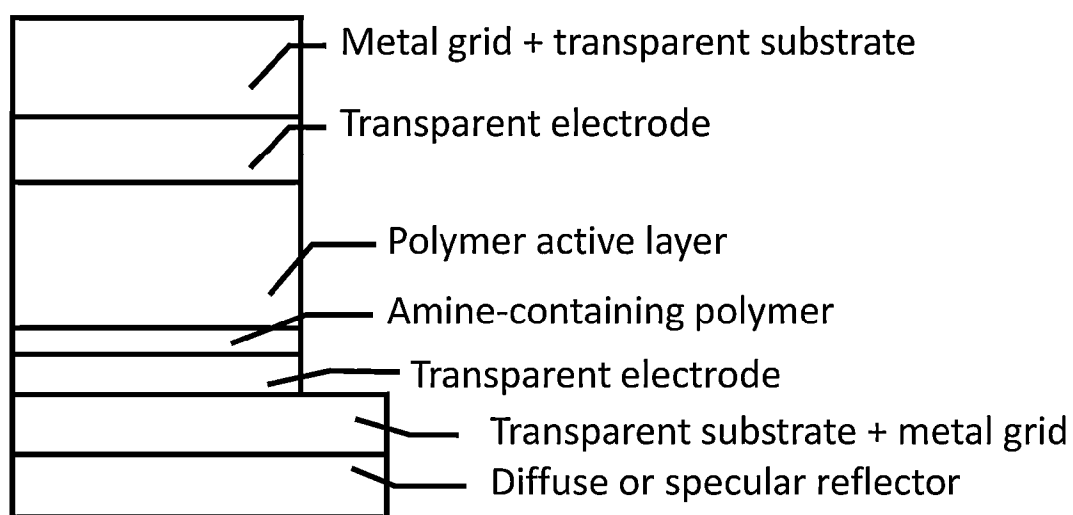 Metal grid + transparent substrate
Transparent electrode
Polymer active layer
Amine-containing polymer
Transparent electrode
Transparent substrate + metal grid
Diffuse or specular reflector